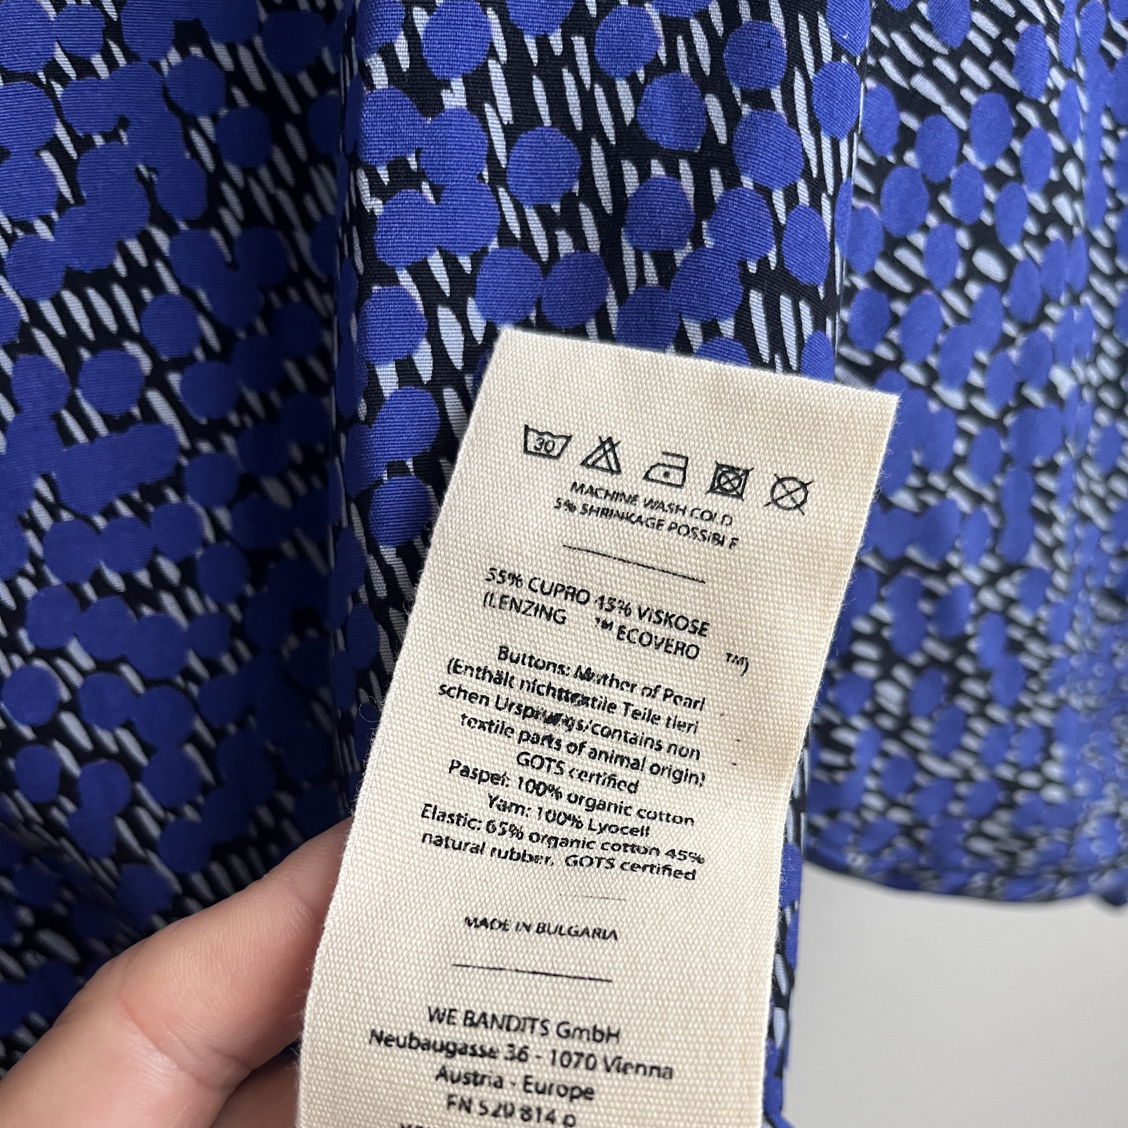 30
MACHINE WASH COLD
5% SHRINKAGE POSSIBLE
55% CUPRO 45% VISKOSE
(LENZING ™ ECOVERO ™)
Buttons: Mother of Pearl
(Enthält nichttextile Teile tieri
schen Ursprungs/contains non
textile parts of animal origin)
GOTS certified
Paspel: 100% organic cotton
Yarn: 100% Lyocell
Elastic: 65% organic cotton 45%
natural rubber, GOTS certified
MADE IN BULGARIA
WE BANDITS GmbH
Neubaugasse 36 - 1070 Vienna
Austria - Europe
FN 520 814 p